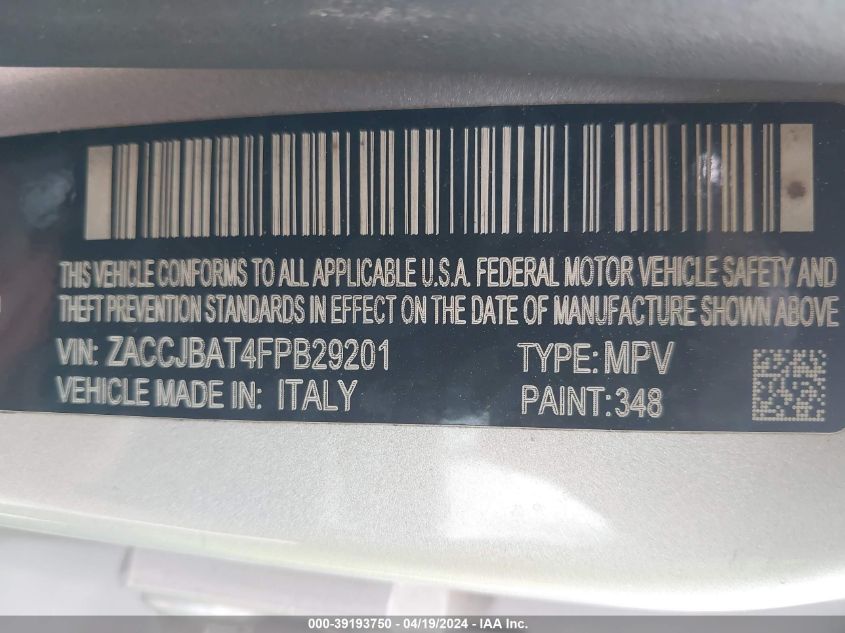 THIS VEHICLE CONFORMS TO ALL APPLICABLE U.S.A. FEDERAL MOTOR VEHICLE SAFETY AND
THEFT PREVENTION STANDARDS IN EFFECT ON THE DATE OF MANUFACTURE SHOWN ABOVE
VIN: ZACCJBAT4FPB29201 TYPE: MPV
VEHICLE MADE IN: ITALY PAINT: 348
000-39193750 - 04/19/2024 - IAA Inc.